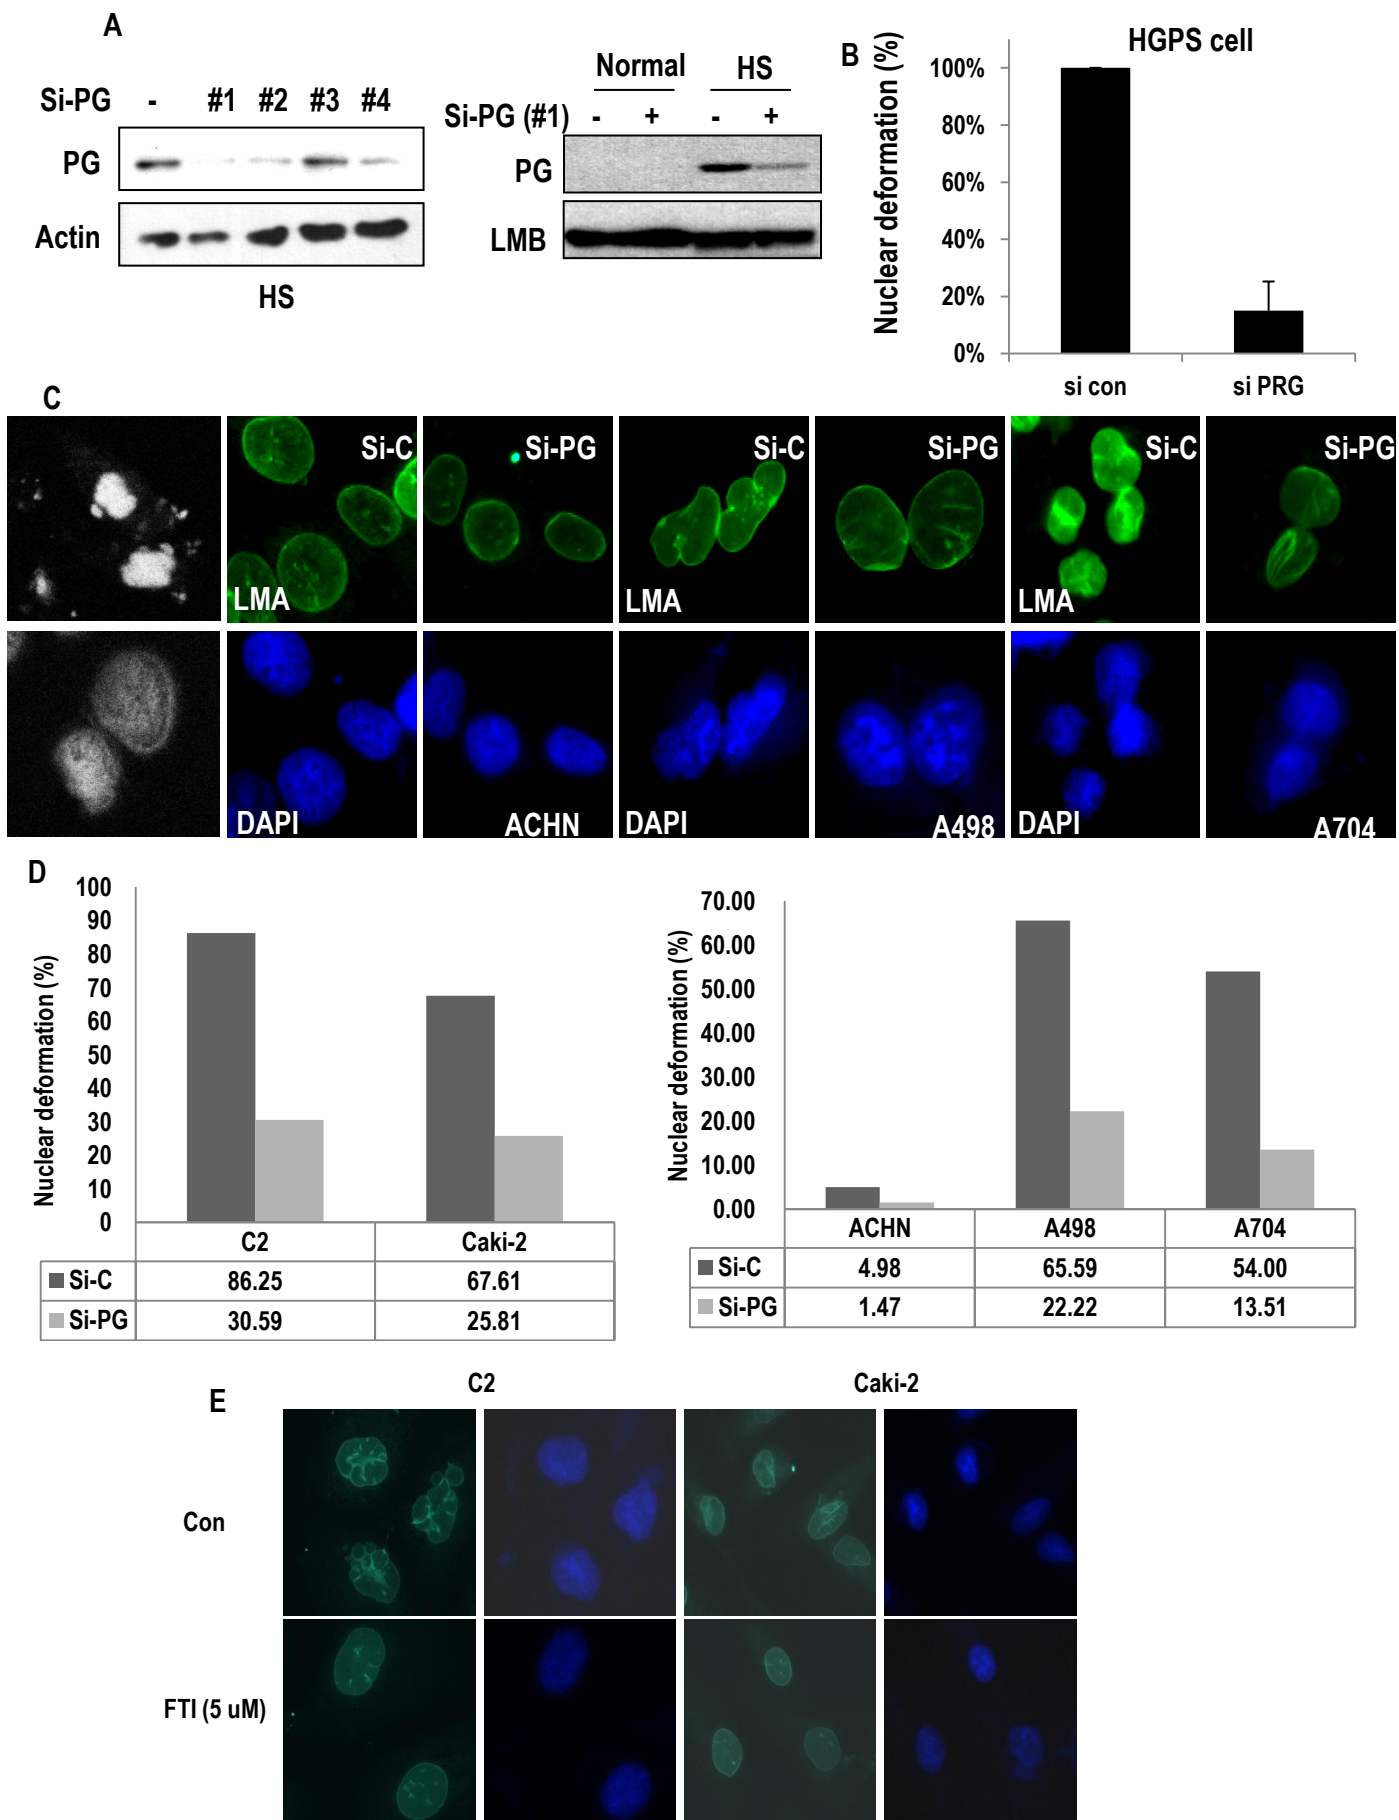 A
Si-PG - #1 #2 #3 #4
PG
Actin
HS
Normal HS
Si-PG (#1) - + - +
PG
LMB
B
HGPS cell
Nuclear deformation (%)
100%
80%
60%
40%
20%
0%
si con si PRG
C
Si-C Si-PG Si-C Si-PG Si-C Si-PG
LMA LMA LMA
DAPI ACHN DAPI A498 DAPI A704
D
Nuclear deformation (%)
100
90
80
70
60
50
40
30
20
10
0
C2 Caki-2
Si-C 86.25 67.61
Si-PG 30.59 25.81
Nuclear deformation (%)
70.00
60.00
50.00
40.00
30.00
20.00
10.00
0.00
ACHN A498 A704
Si-C 4.98 65.59 54.00
Si-PG 1.47 22.22 13.51
E
C2 Caki-2
Con
FTI (5 uM)